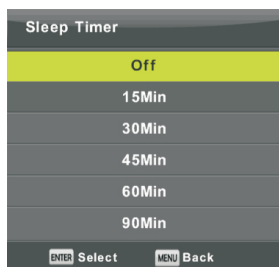 Sleep Timer
Off
15Min
30Min
45Min
60Min
90Min
ENTER Select MENU Back